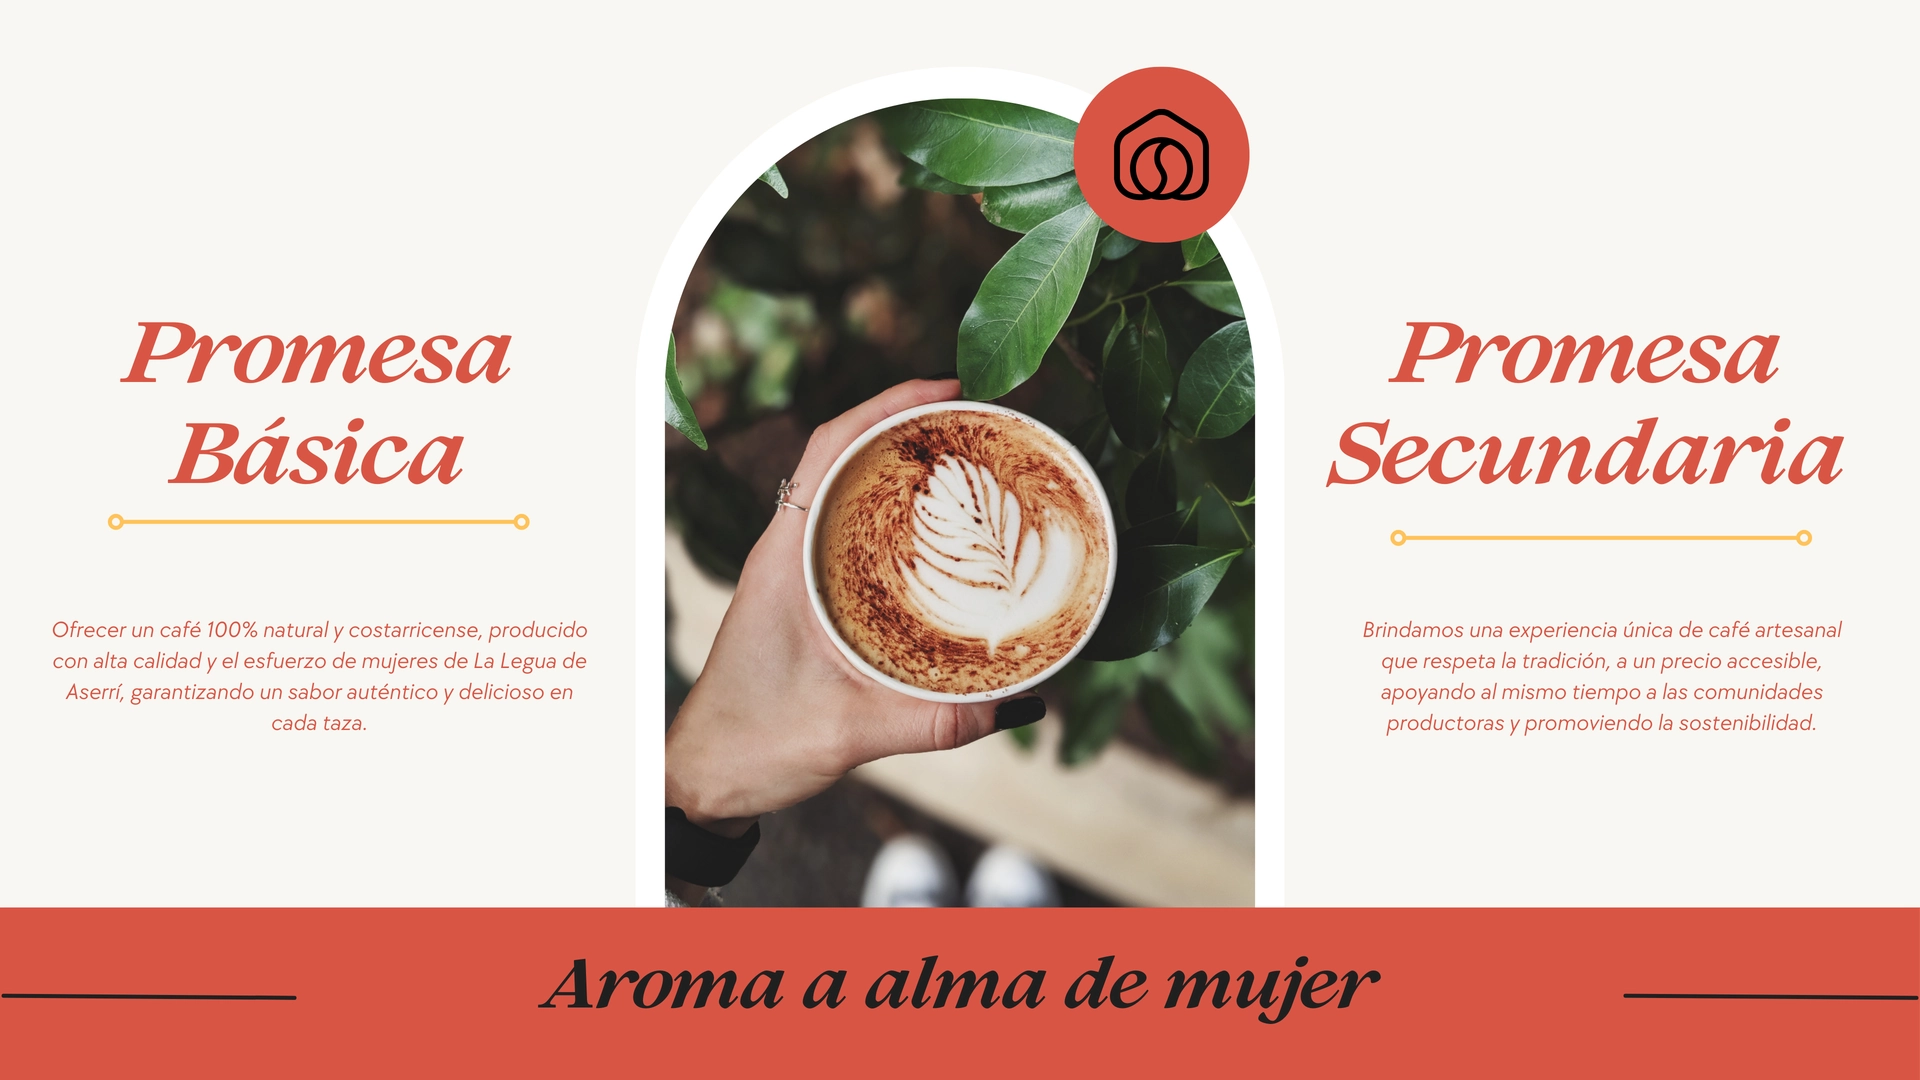 Promesa
Básica
Ofrecer un café 100% natural y costarricense, producido
con alta calidad y el esfuerzo de mujeres de La Legua de
Aserrí, garantizando un sabor auténtico y delicioso en
cada taza.
Promesa
Secundaria
Brindamos una experiencia única de café artesanal
que respeta la tradición, a un precio accesible,
apoyando al mismo tiempo a las comunidades
productoras y promoviendo la sostenibilidad.
Aroma a alma de mujer